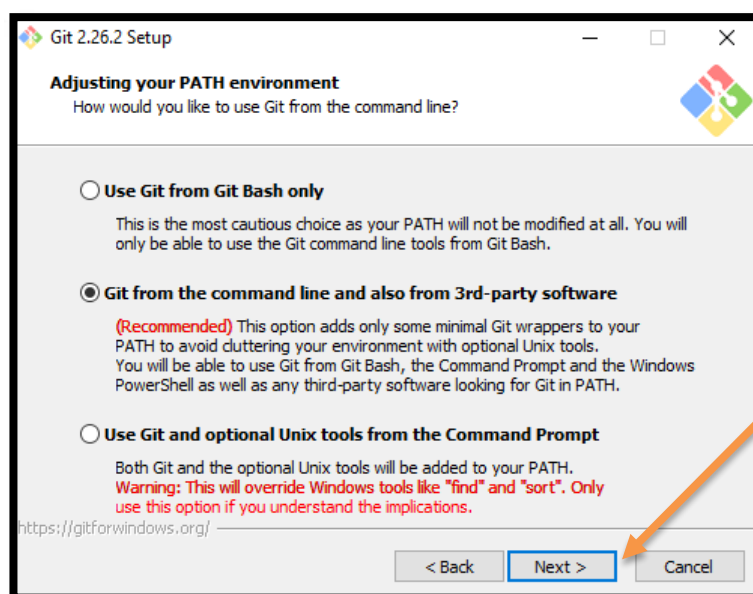 Git 2.26.2 Setup
Adjusting your PATH environment
How would you like to use Git from the command line?
Use Git from Git Bash only
This is the most cautious choice as your PATH will not be modified at all. You will
only be able to use the Git command line tools from Git Bash.
Git from the command line and also from 3rd-party software
(Recommended) This option adds only some minimal Git wrappers to your
PATH to avoid cluttering your environment with optional Unix tools.
You will be able to use Git from Git Bash, the Command Prompt and the Windows
PowerShell as well as any third-party software looking for Git in PATH.
Use Git and optional Unix tools from the Command Prompt
Both Git and the optional Unix tools will be added to your PATH.
Warning: This will override Windows tools like "find" and "sort". Only
use this option if you understand the implications.
https://gitforwindows.org/
< Back Next > Cancel